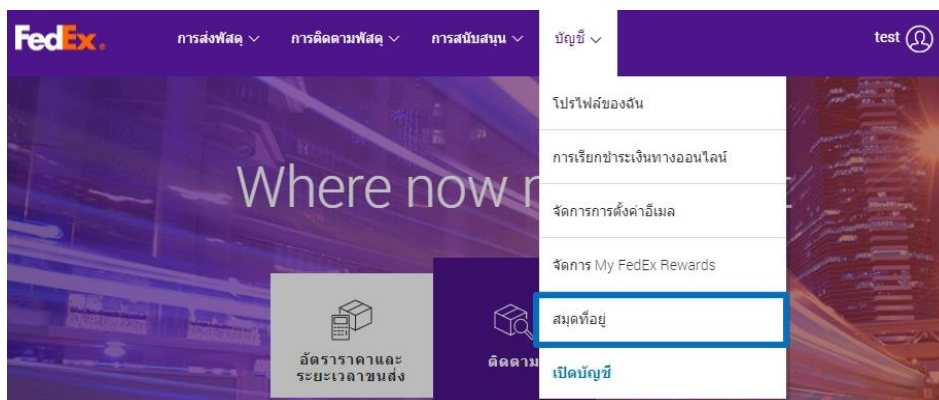 FedEx.
การส่งพัสดุ
การติดตามพัสดุ
การสนับสนุน
บัญชี
test
โปรไฟล์ของฉัน
การเรียกชำระเงินทางออนไลน์
จัดการการตั้งค่าอีเมล
จัดการ My FedEx Rewards
สมุดที่อยู่
เปิดบัญชี
Where now
อัตราราคาและ
ระยะเวลาขนส่ง
ติดตาม